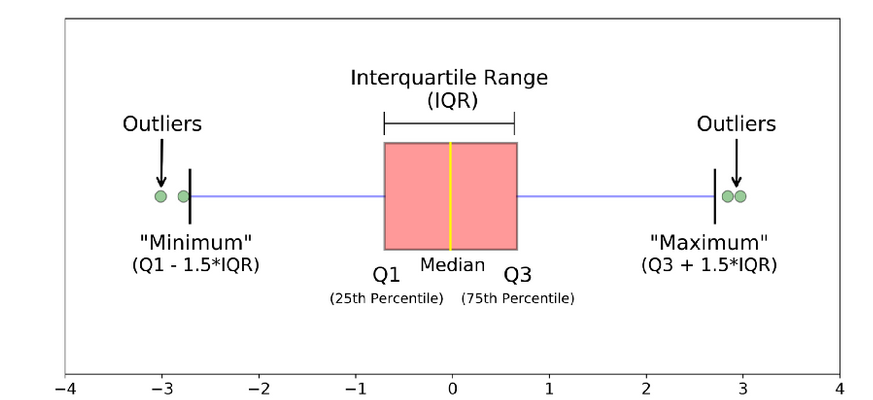 Interquartile Range
(IQR)
Outliers
Outliers
"Minimum"
(Q1 - 1.5*IQR)
"Maximum"
(Q3 + 1.5*IQR)
Median
Q1
Q3
(25th Percentile)
(75th Percentile)
−4
−3
−2
−1
0
1
2
3
4